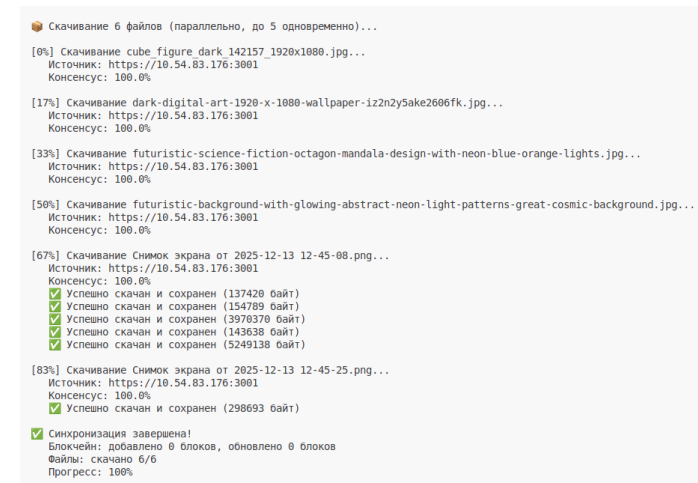 📦 Скачивание 6 файлов (параллельно, до 5 одновременно)...
[0%] Скачивание cube_figure_dark_142157_1920x1080.jpg...
Источник: https://10.54.83.176:3001
Консенсус: 100.0%
[17%] Скачивание dark-digital-art-1920-x-1080-wallpaper-iz2n2y5ake2606fk.jpg...
Источник: https://10.54.83.176:3001
Консенсус: 100.0%
[33%] Скачивание futuristic-science-fiction-octagon-mandala-design-with-neon-blue-orange-lights.jpg...
Источник: https://10.54.83.176:3001
Консенсус: 100.0%
[50%] Скачивание futuristic-background-with-glowing-abstract-neon-light-patterns-great-cosmic-background.jpg...
Источник: https://10.54.83.176:3001
Консенсус: 100.0%
[67%] Скачивание Снимок экрана от 2025-12-13 12-45-08.png...
Источник: https://10.54.83.176:3001
Консенсус: 100.0%
✅ Успешно скачан и сохранен (137420 байт)
✅ Успешно скачан и сохранен (154789 байт)
✅ Успешно скачан и сохранен (3970370 байт)
✅ Успешно скачан и сохранен (143638 байт)
✅ Успешно скачан и сохранен (5249138 байт)
[83%] Скачивание Снимок экрана от 2025-12-13 12-45-25.png...
Источник: https://10.54.83.176:3001
Консенсус: 100.0%
✅ Успешно скачан и сохранен (298693 байт)
✅ Синхронизация завершена!
Блокчейн: добавлено 0 блоков, обновлено 0 блоков
Файлы: скачано 6/6
Прогресс: 100%